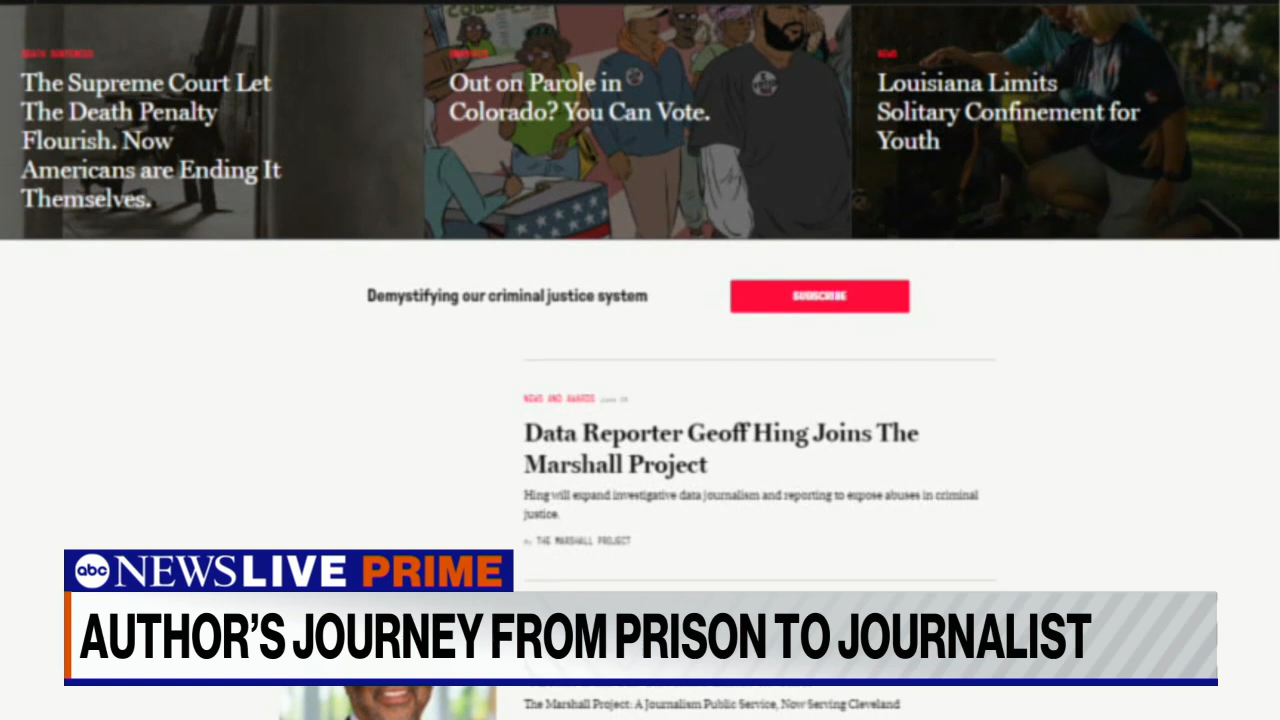 The Supreme Court Let
The Death Penalty
Flourish. Now
Americans are Ending It
Themselves.
Out on Parole in
Colorado? You Can Vote.
NEWS
Louisiana Limits
Solitary Confinement for
Youth
Demystifying our criminal justice system
SUBSCRIBE
NEWS AND AWARDS
Data Reporter Geoff Hing Joins The
Marshall Project
Hing will expand investigative data journalism and reporting to expose abuses in criminal
justice.
By THE MARSHALL PROJECT
abc NEWS LIVE PRIME
AUTHOR'S JOURNEY FROM PRISON TO JOURNALIST
The Marshall Project: A Journalism Public Service, Now Serving Cleveland